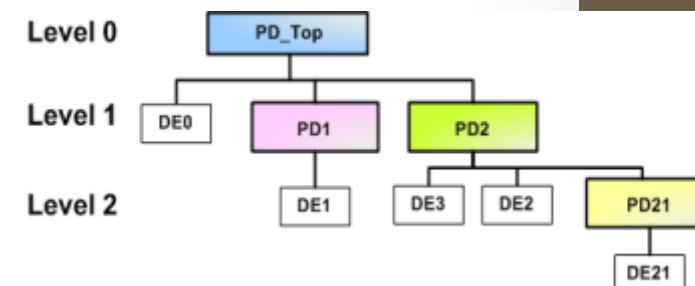 Level 0
PD_Top
Level 1
DE0
PD1
PD2
Level 2
DE1
DE3
DE2
PD21
DE21